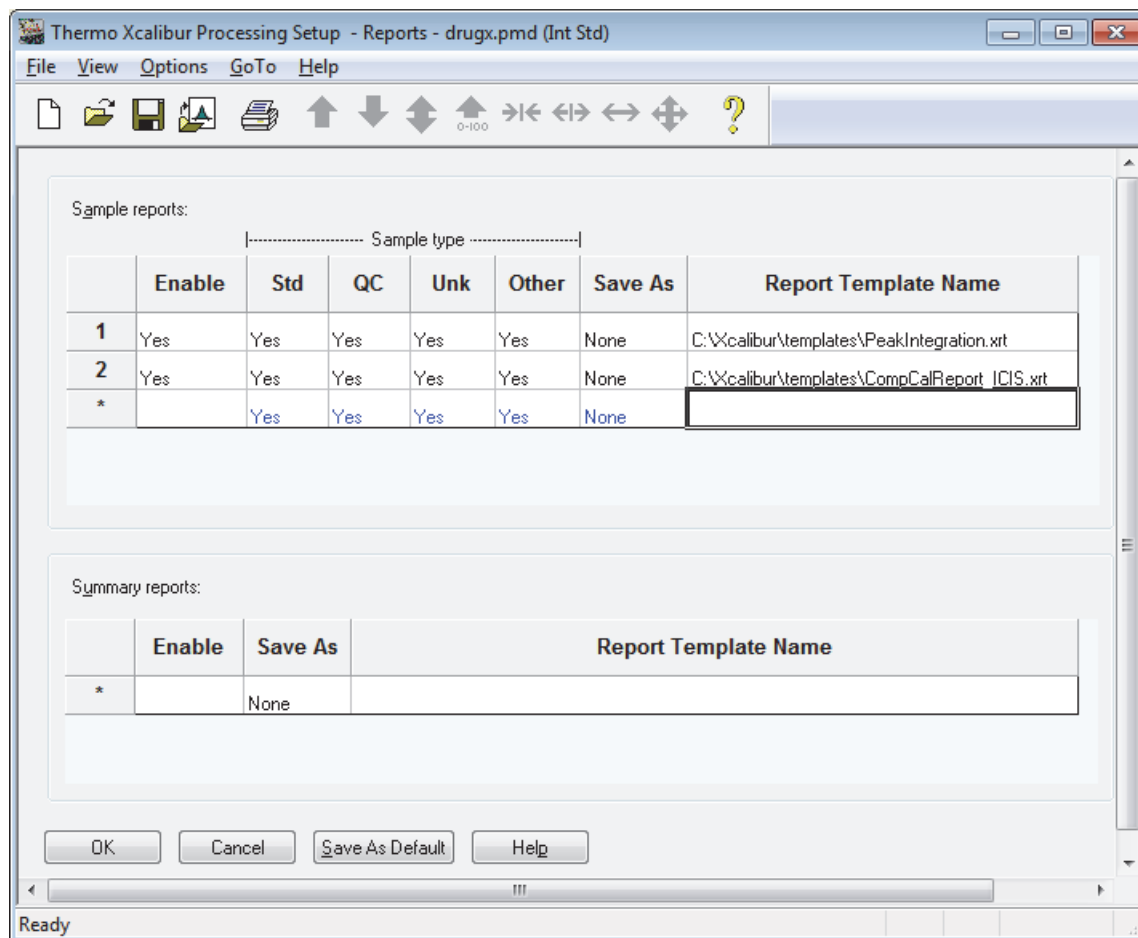 Thermo Xcalibur Processing Setup - Reports - drugx.pmd (Int Std)
File View Options GoTo Help
0-100
Sample reports:
|---------------------- Sample type ---------------------|
Enable Std QC Unk Other Save As Report Template Name
1 Yes Yes Yes Yes Yes None C:\Xcalibur\templates\PeakIntegration.xrt
2 Yes Yes Yes Yes Yes None C:\Xcalibur\templates\CompCalReport_ICIS.xrt
* Yes Yes Yes Yes None
Summary reports:
Enable Save As Report Template Name
* None
OK Cancel Save As Default Help
Ready